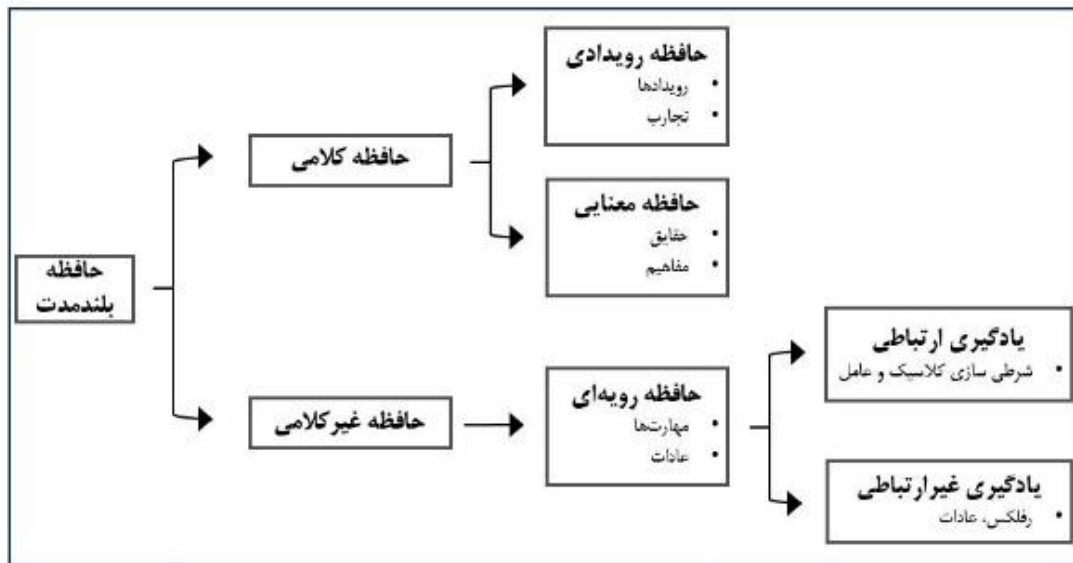 حافظه رویدادی
• رویدادها
• تجارب
حافظه کلامی
حافظه معنایی
• حقایق
• مفاهیم
حافظه
بلندمدت
یادگیری ارتباطی
• شرطی سازی کلاسیک و عامل
حافظه رویه‌ای
• مهارت‌ها
• عادات
حافظه غیرکلامی
یادگیری غیرارتباطی
• رفلکس، عادات